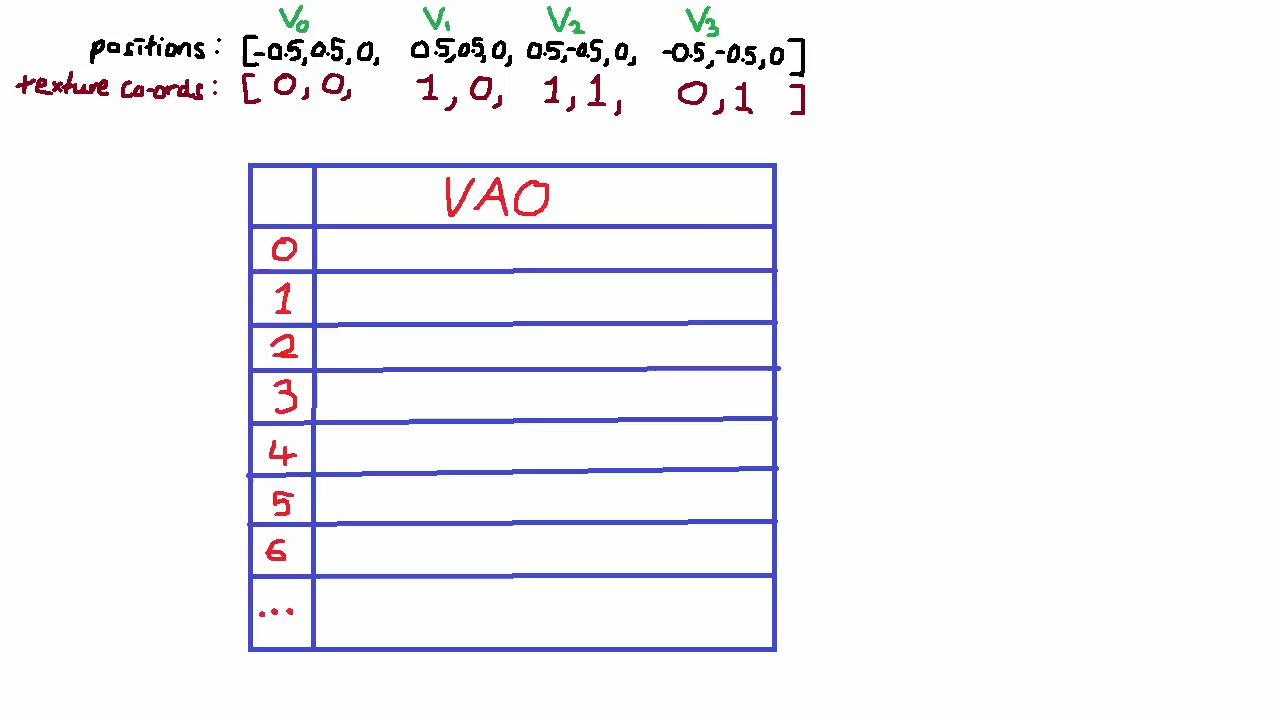 V0 V1 V2 V3
positions: [-0.5,0.5,0, 0.5,0.5,0, 0.5,-0.5,0, -0.5,-0.5,0]
texture co-ords: [ 0,0, 1,0, 1,1, 0,1 ]
VAO
0
1
2
3
4
5
6
...